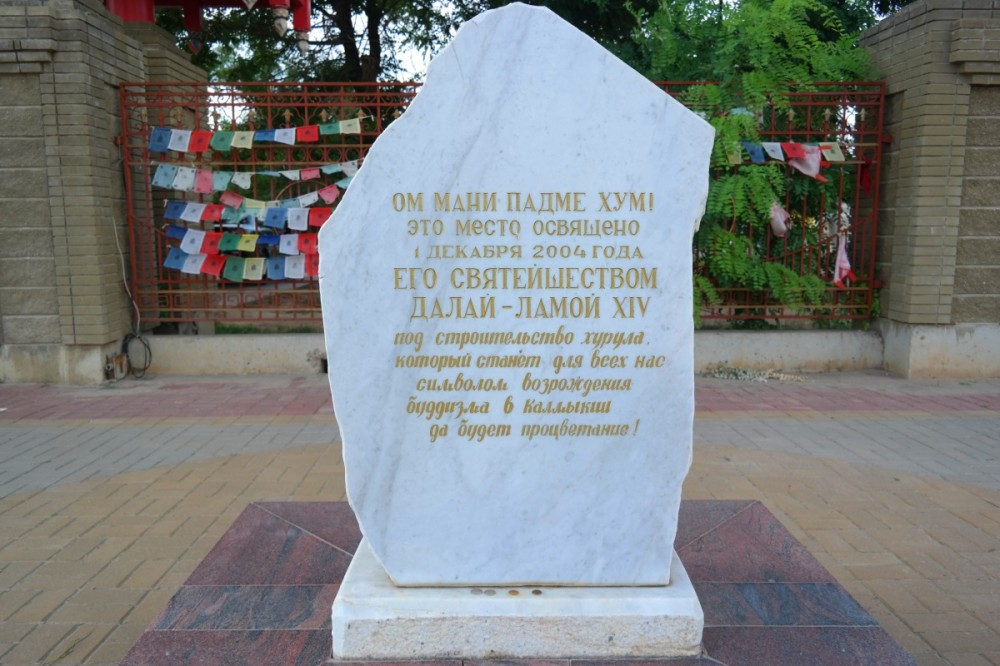 ОМ МАНИ ПАДМЕ ХУМ!
ЭТО МЕСТО ОСВЯЩЕНО
1 ДЕКАБРЯ 2004 ГОДА
ЕГО СВЯТЕЙШЕСТВОМ
ДАЛАЙ-ЛАМОЙ XIV
под строительство хурула,
который станет для всех нас
символом возрождения
буддизма в Калмыкии
да будет процветание!